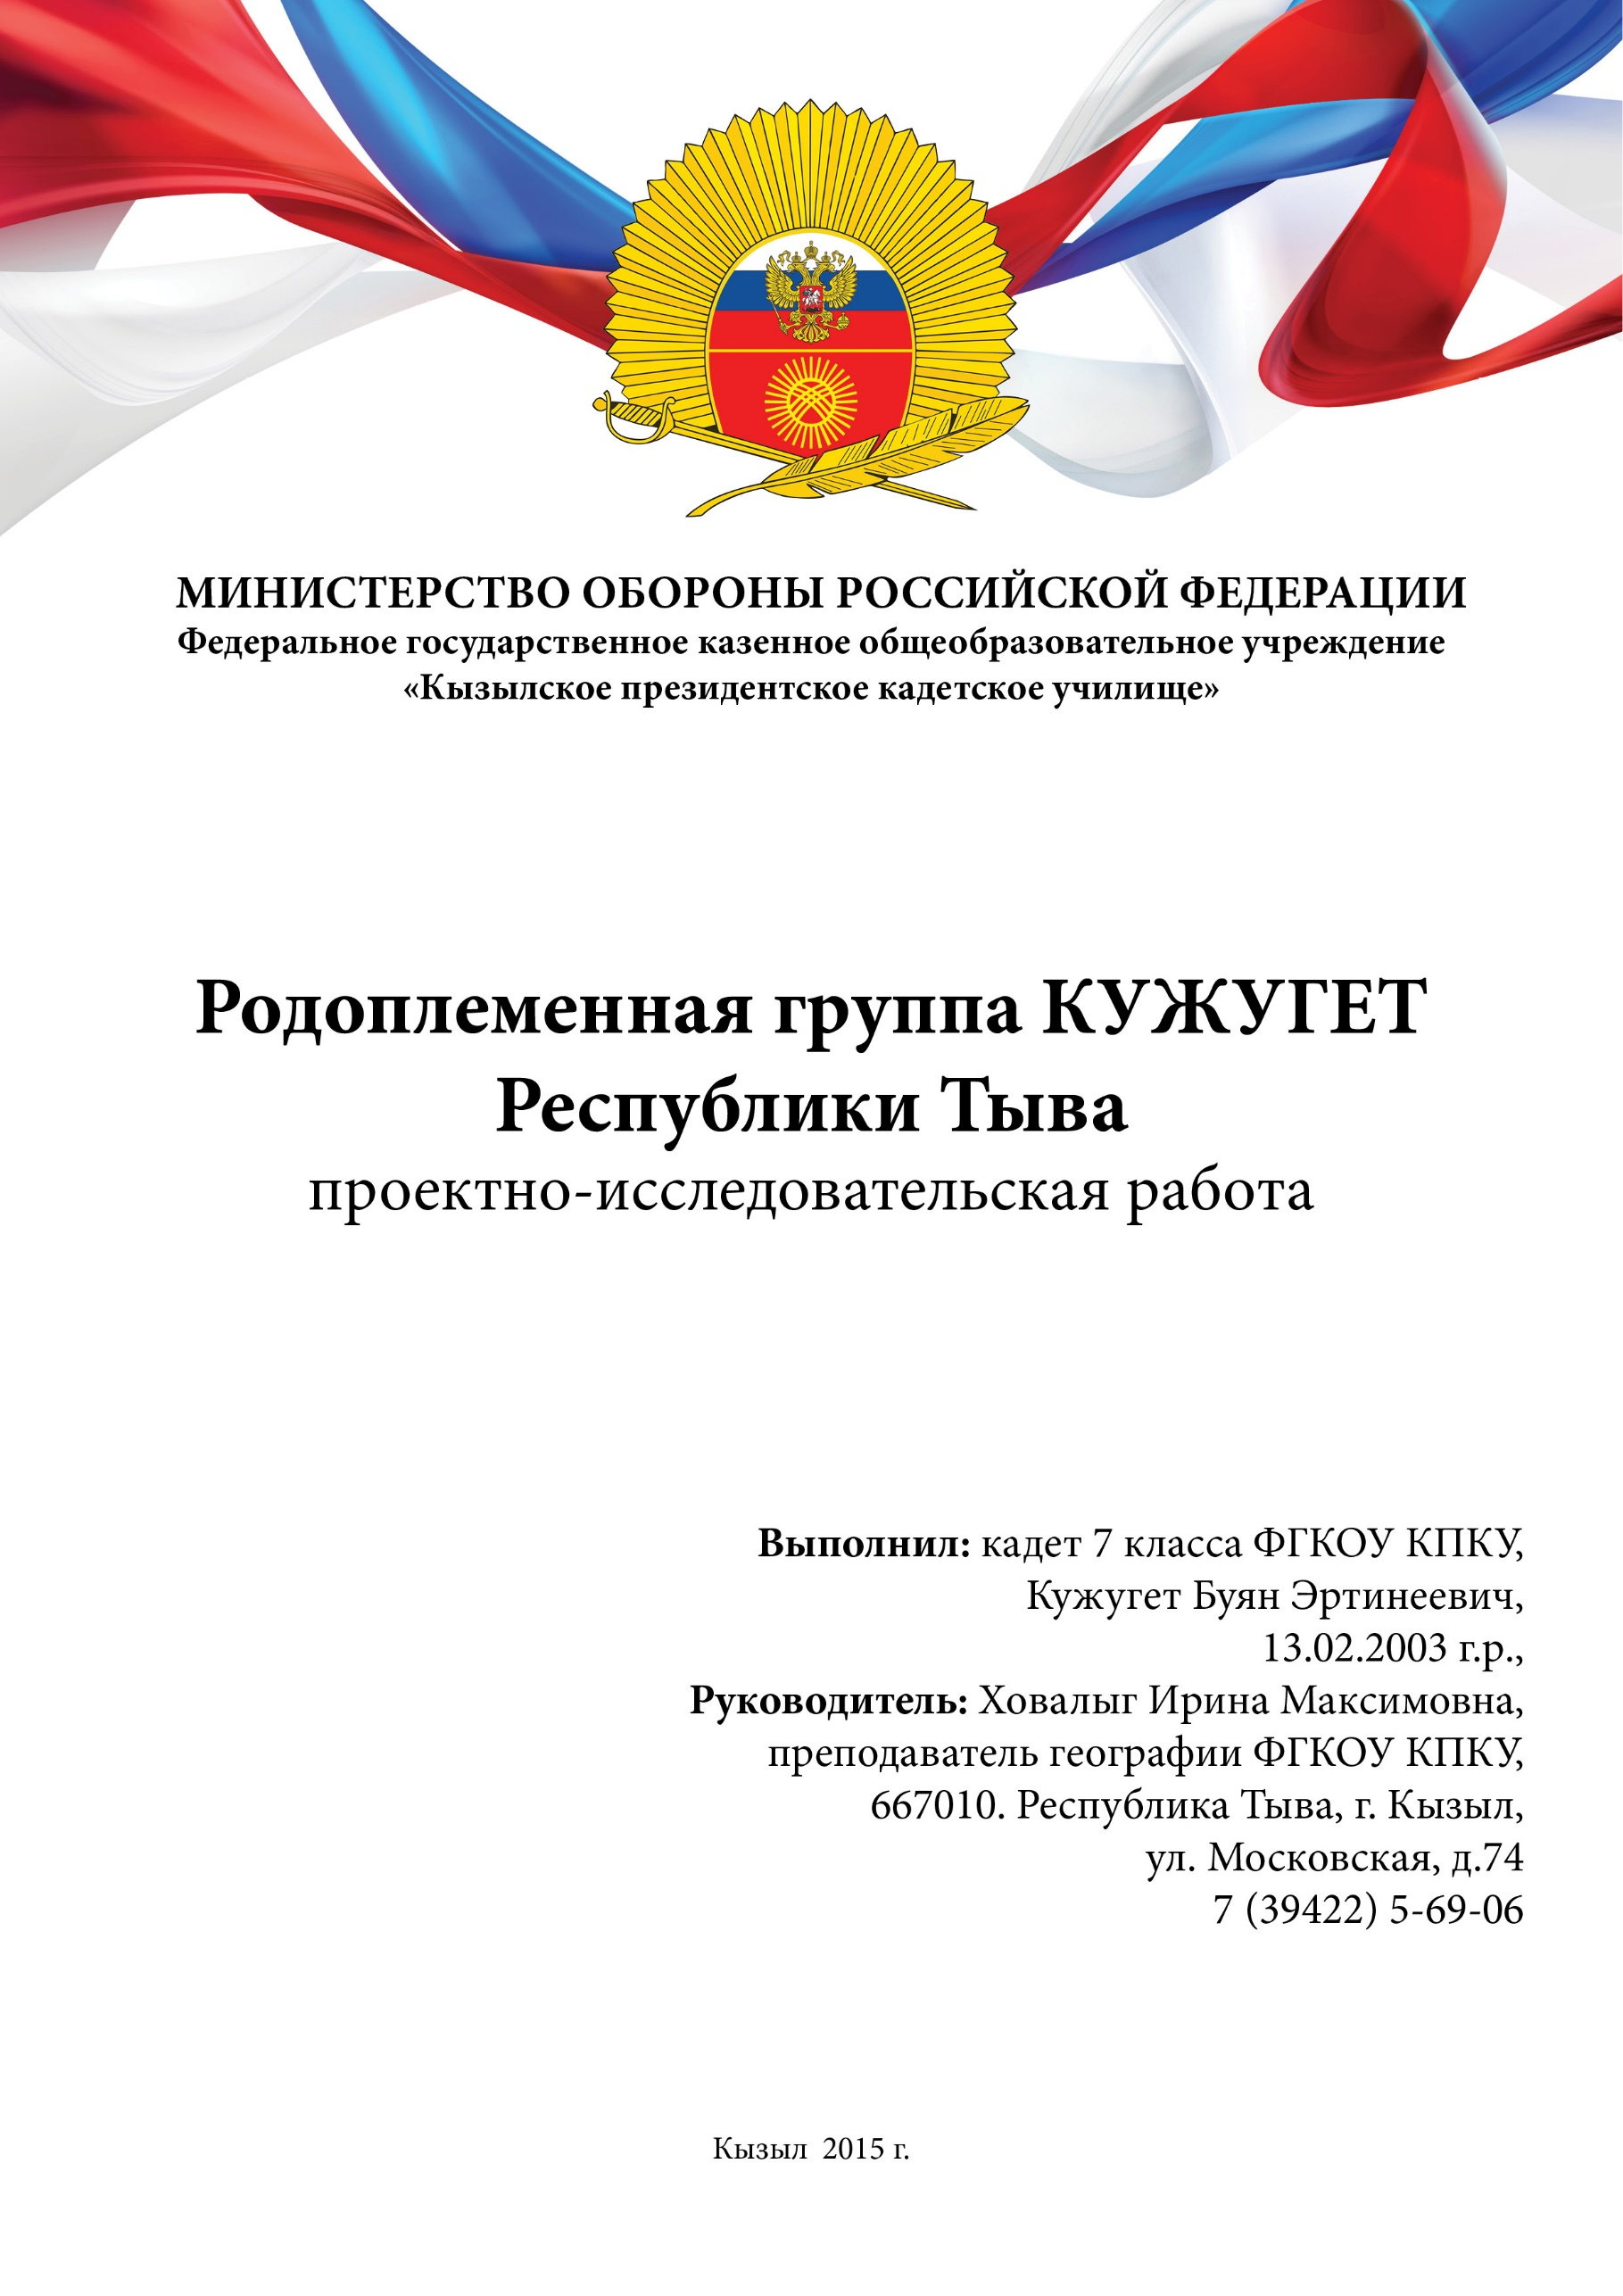 МИНИСТЕРСТВО ОБОРОНЫ РОССИЙСКОЙ ФЕДЕРАЦИИ
Федеральное государственное казенное общеобразовательное учреждение
«Кызылское президентское кадетское училище»
Родоплеменная группа КУЖУГЕТ
Республики Тыва
проектно-исследовательская работа
Выполнил: кадет 7 класса ФГКОУ КПКУ,
Кужугет Буян Эртинеевич,
13.02.2003 г.р.,
Руководитель: Ховалыг Ирина Максимовна,
преподаватель географии ФГКОУ КПКУ,
667010. Республика Тыва, г. Кызыл,
ул. Московская, д.74
7 (39422) 5-69-06
Кызыл  2015 г.